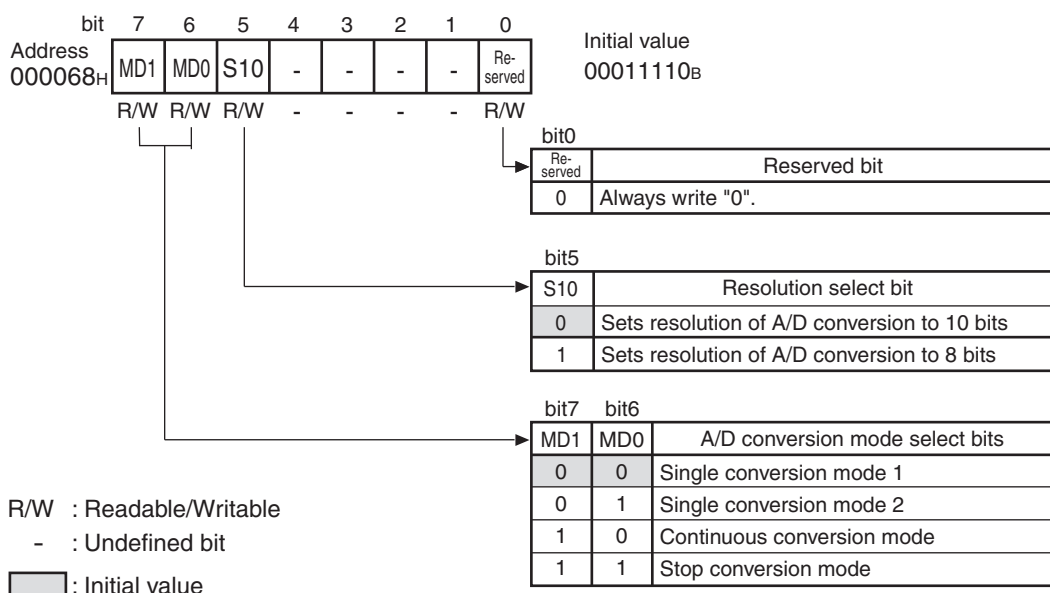 bit 7 6 5 4 3 2 1 0
Address
000068H MD1 MD0 S10 - - - - Re-served
R/W R/W R/W - - - - R/W
Initial value
00011110B
bit0
Re-served Reserved bit
0 Always write "0".
bit5
S10 Resolution select bit
0 Sets resolution of A/D conversion to 10 bits
1 Sets resolution of A/D conversion to 8 bits
bit7 bit6
MD1 MD0 A/D conversion mode select bits
0 0 Single conversion mode 1
0 1 Single conversion mode 2
1 0 Continuous conversion mode
1 1 Stop conversion mode
R/W : Readable/Writable
- : Undefined bit
: Initial value